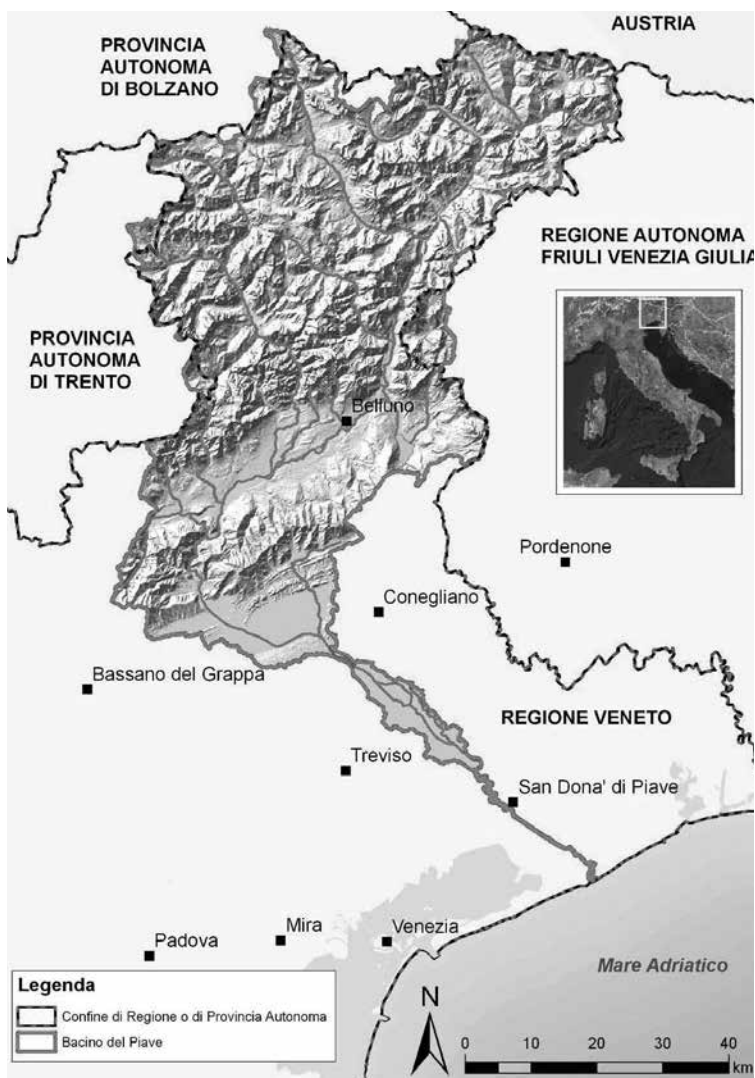 AUSTRIA
PROVINCIA
AUTONOMA
DI BOLZANO
REGIONE AUTONOMA
FRIULI VENEZIA GIULIA
PROVINCIA
AUTONOMA
DI TRENTO
Belluno
Pordenone
Conegliano
Bassano del Grappa
REGIONE VENETO
Treviso
San Dona' di Piave
Mira
Venezia
Padova
Mare Adriatico
Legenda
Confine di Regione o di Provincia Autonoma
Bacino del Piave
N
0 10 20 30 40
km